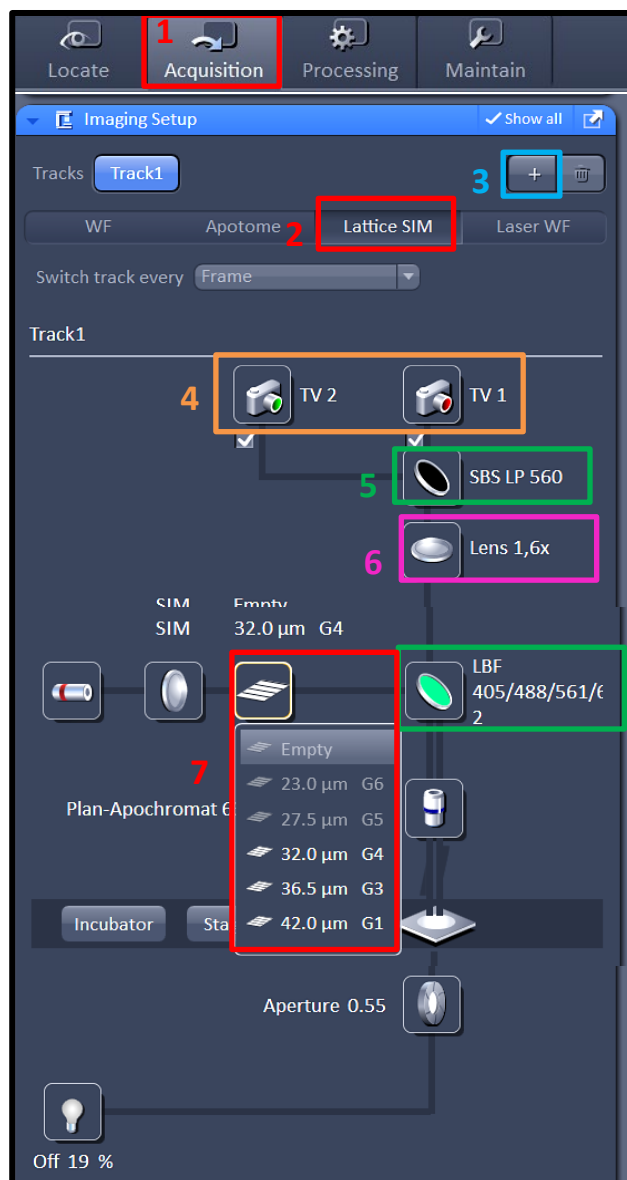 1
Locate Acquisition Processing Maintain
Imaging Setup Show all
Tracks Track1 3 +
WF Apotome 2 Lattice SIM Laser WF
Switch track every Frame
Track1
4 TV 2 TV 1
5 SBS LP 560
6 Lens 1,6x
SIM Empty
SIM 32.0 µm G4
LBF
405/488/561/6
2
7 Empty
23.0 µm G6
Plan-Apochromat 6
27.5 µm G5
32.0 µm G4
36.5 µm G3
Incubator Sta 42.0 µm G1
Aperture 0.55
Off 19 %